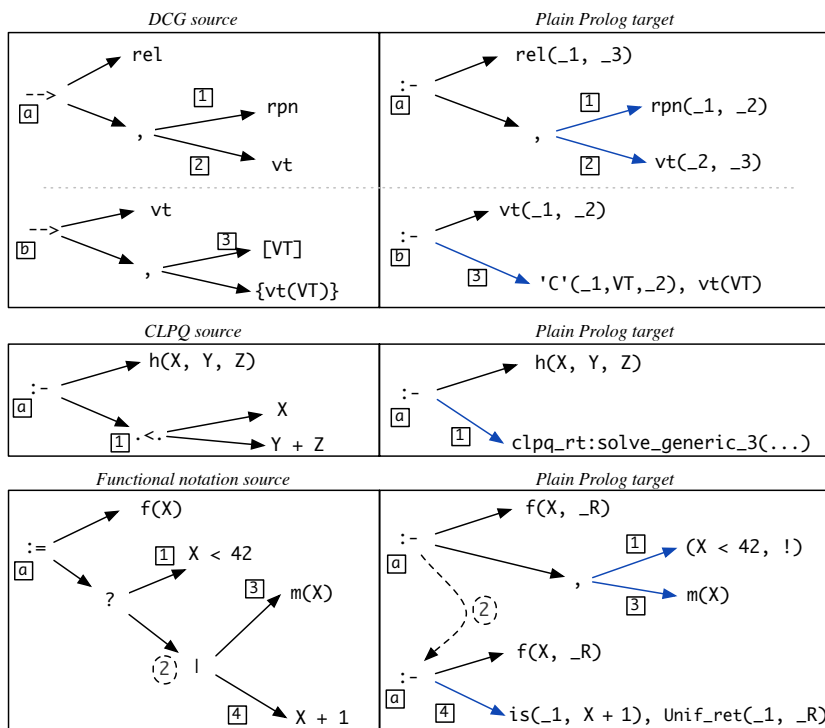 DCG source
Plain Prolog target
rel
-->
a
1
rpn
,
2
vt
rel(_1, _3)
:-
a
1
rpn(_1, _2)
,
2
vt(_2, _3)
vt
-->
b
3
[VT]
,
{vt(VT)}
vt(_1, _2)
:-
b
3
'C'(_1,VT,_2), vt(VT)
CLPQ source
Plain Prolog target
h(X, Y, Z)
:-
a
X
1 .<.
Y + Z
h(X, Y, Z)
:-
a
1
clpq_rt:solve_generic_3(...)
Functional notation source
Plain Prolog target
f(X)
:=
a
1 X < 42
?
3
m(X)
2 |
4
X + 1
f(X, _R)
:-
a
1
(X < 42, !)
,
3
m(X)
2
f(X, _R)
:-
a
4
is(_1, X + 1), Unif_ret(_1, _R)